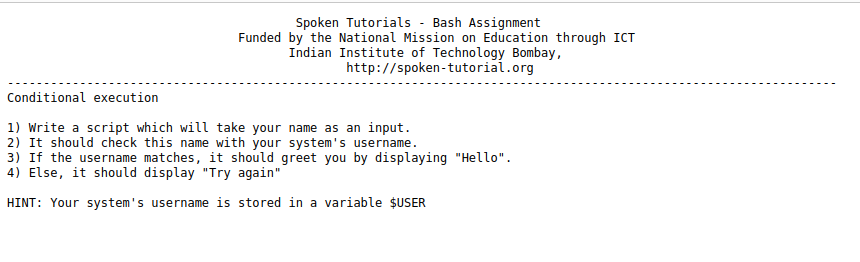 Spoken Tutorials - Bash Assignment
Funded by the National Mission on Education through ICT
Indian Institute of Technology Bombay,
http://spoken-tutorial.org
-------------------------------------------------------------------------------------------------------------------
Conditional execution
1) Write a script which will take your name as an input.
2) It should check this name with your system's username.
3) If the username matches, it should greet you by displaying "Hello".
4) Else, it should display "Try again"
HINT: Your system's username is stored in a variable $USER